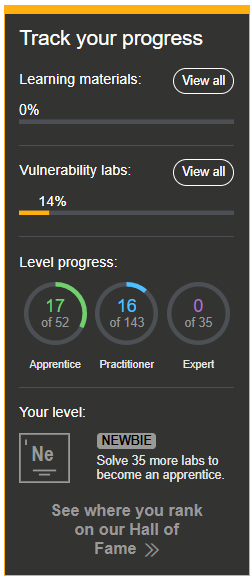 Track your progress
Learning materials:
View all
0%
Vulnerability labs:
View all
14%
Level progress:
17
of 52
16
of 143
0
of 35
Apprentice
Practitioner
Expert
Your level:
Ne
NEWBIE
Solve 35 more labs to
become an apprentice.
See where you rank
on our Hall of
Fame